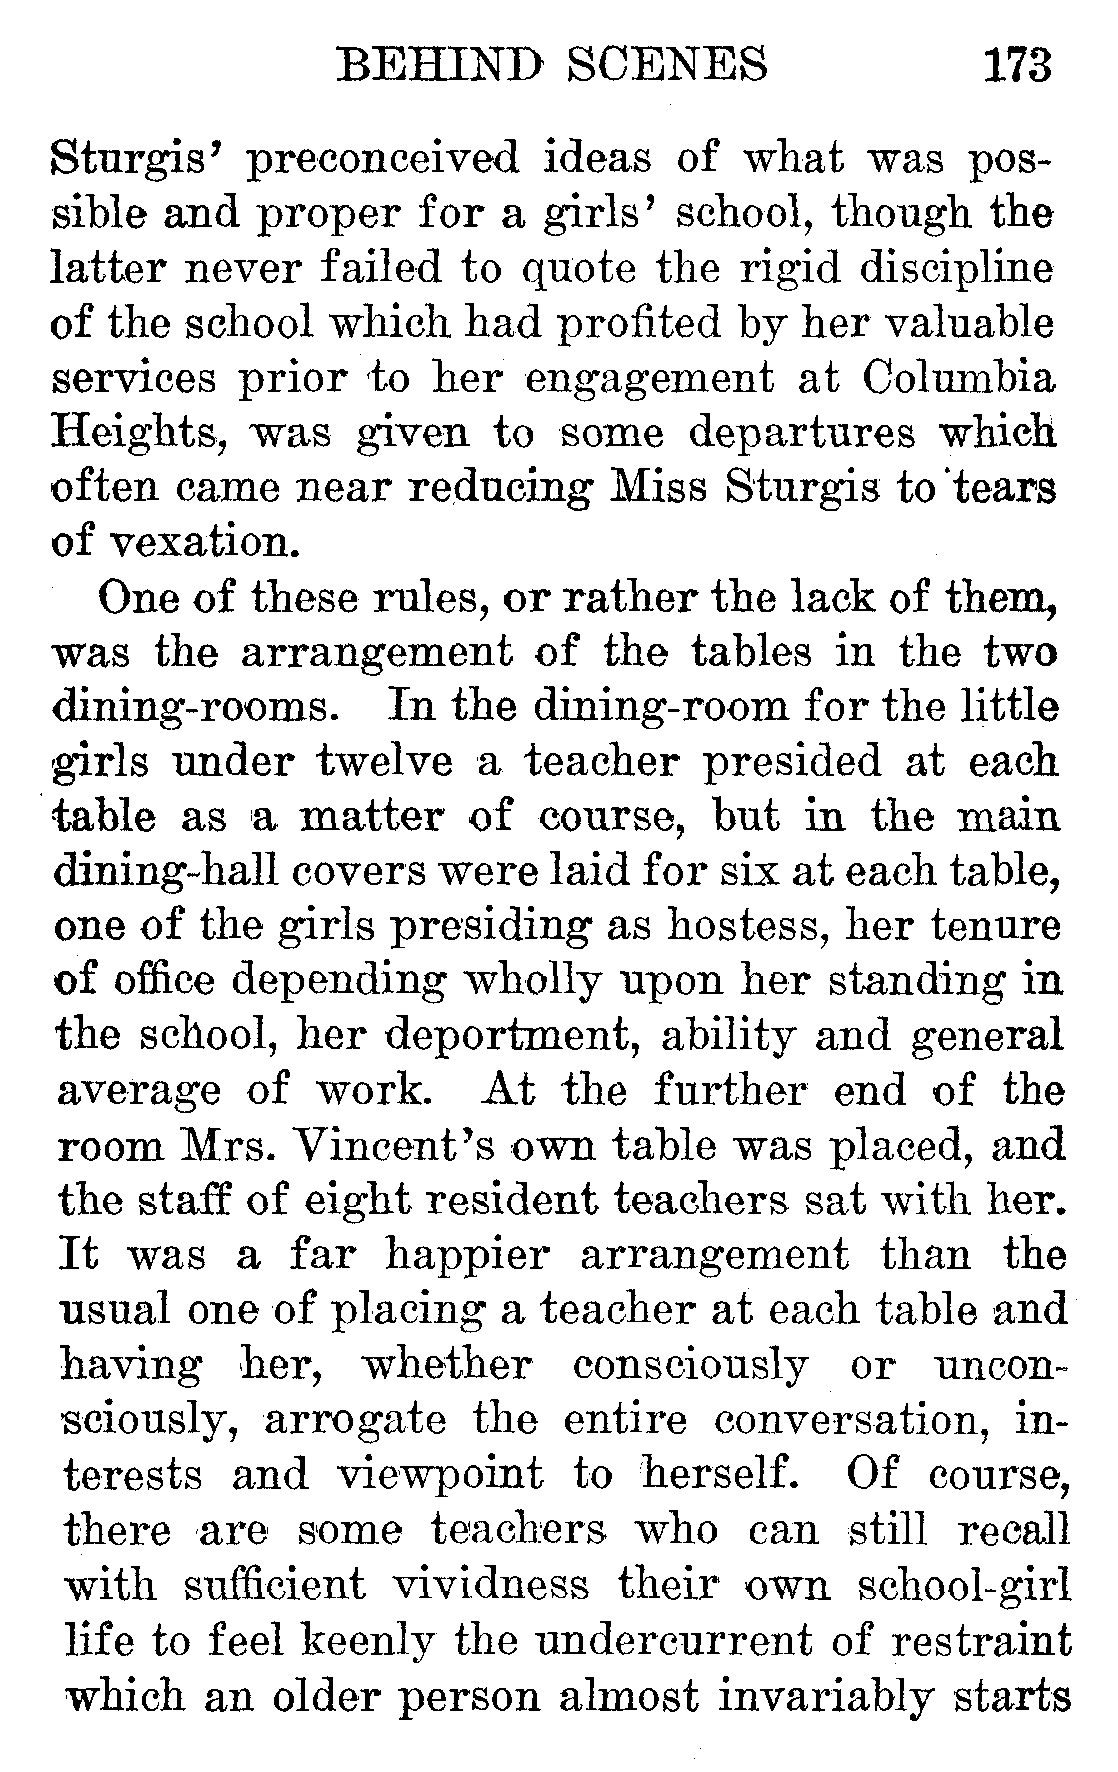 BEHIND SCENES 173
Sturgis' preconceived ideas of what was pos-
sible and proper for a girls' school, though the
latter never failed to quote the rigid discipline
of the school which had profited by her valuable
services prior to her engagement at Columbia
Heights, was given to some departures which
often came near reducing Miss Sturgis to tears
of vexation.
One of these rules, or rather the lack of them,
was the arrangement of the tables in the two
dining-rooms. In the dining-room for the little
girls under twelve a teacher presided at each
table as a matter of course, but in the main
dining-hall covers were laid for six at each table,
one of the girls presiding as hostess, her tenure
of office depending wholly upon her standing in
the school, her deportment, ability and general
average of work. At the further end of the
room Mrs. Vincent's own table was placed, and
the staff of eight resident teachers sat with her.
It was a far happier arrangement than the
usual one of placing a teacher at each table and
having her, whether consciously or uncon-
sciously, arrogate the entire conversation, in-
terests and viewpoint to herself. Of course,
there are some teachers who can still recall
with sufficient vividness their own school-girl
life to feel keenly the undercurrent of restraint
which an older person almost invariably starts